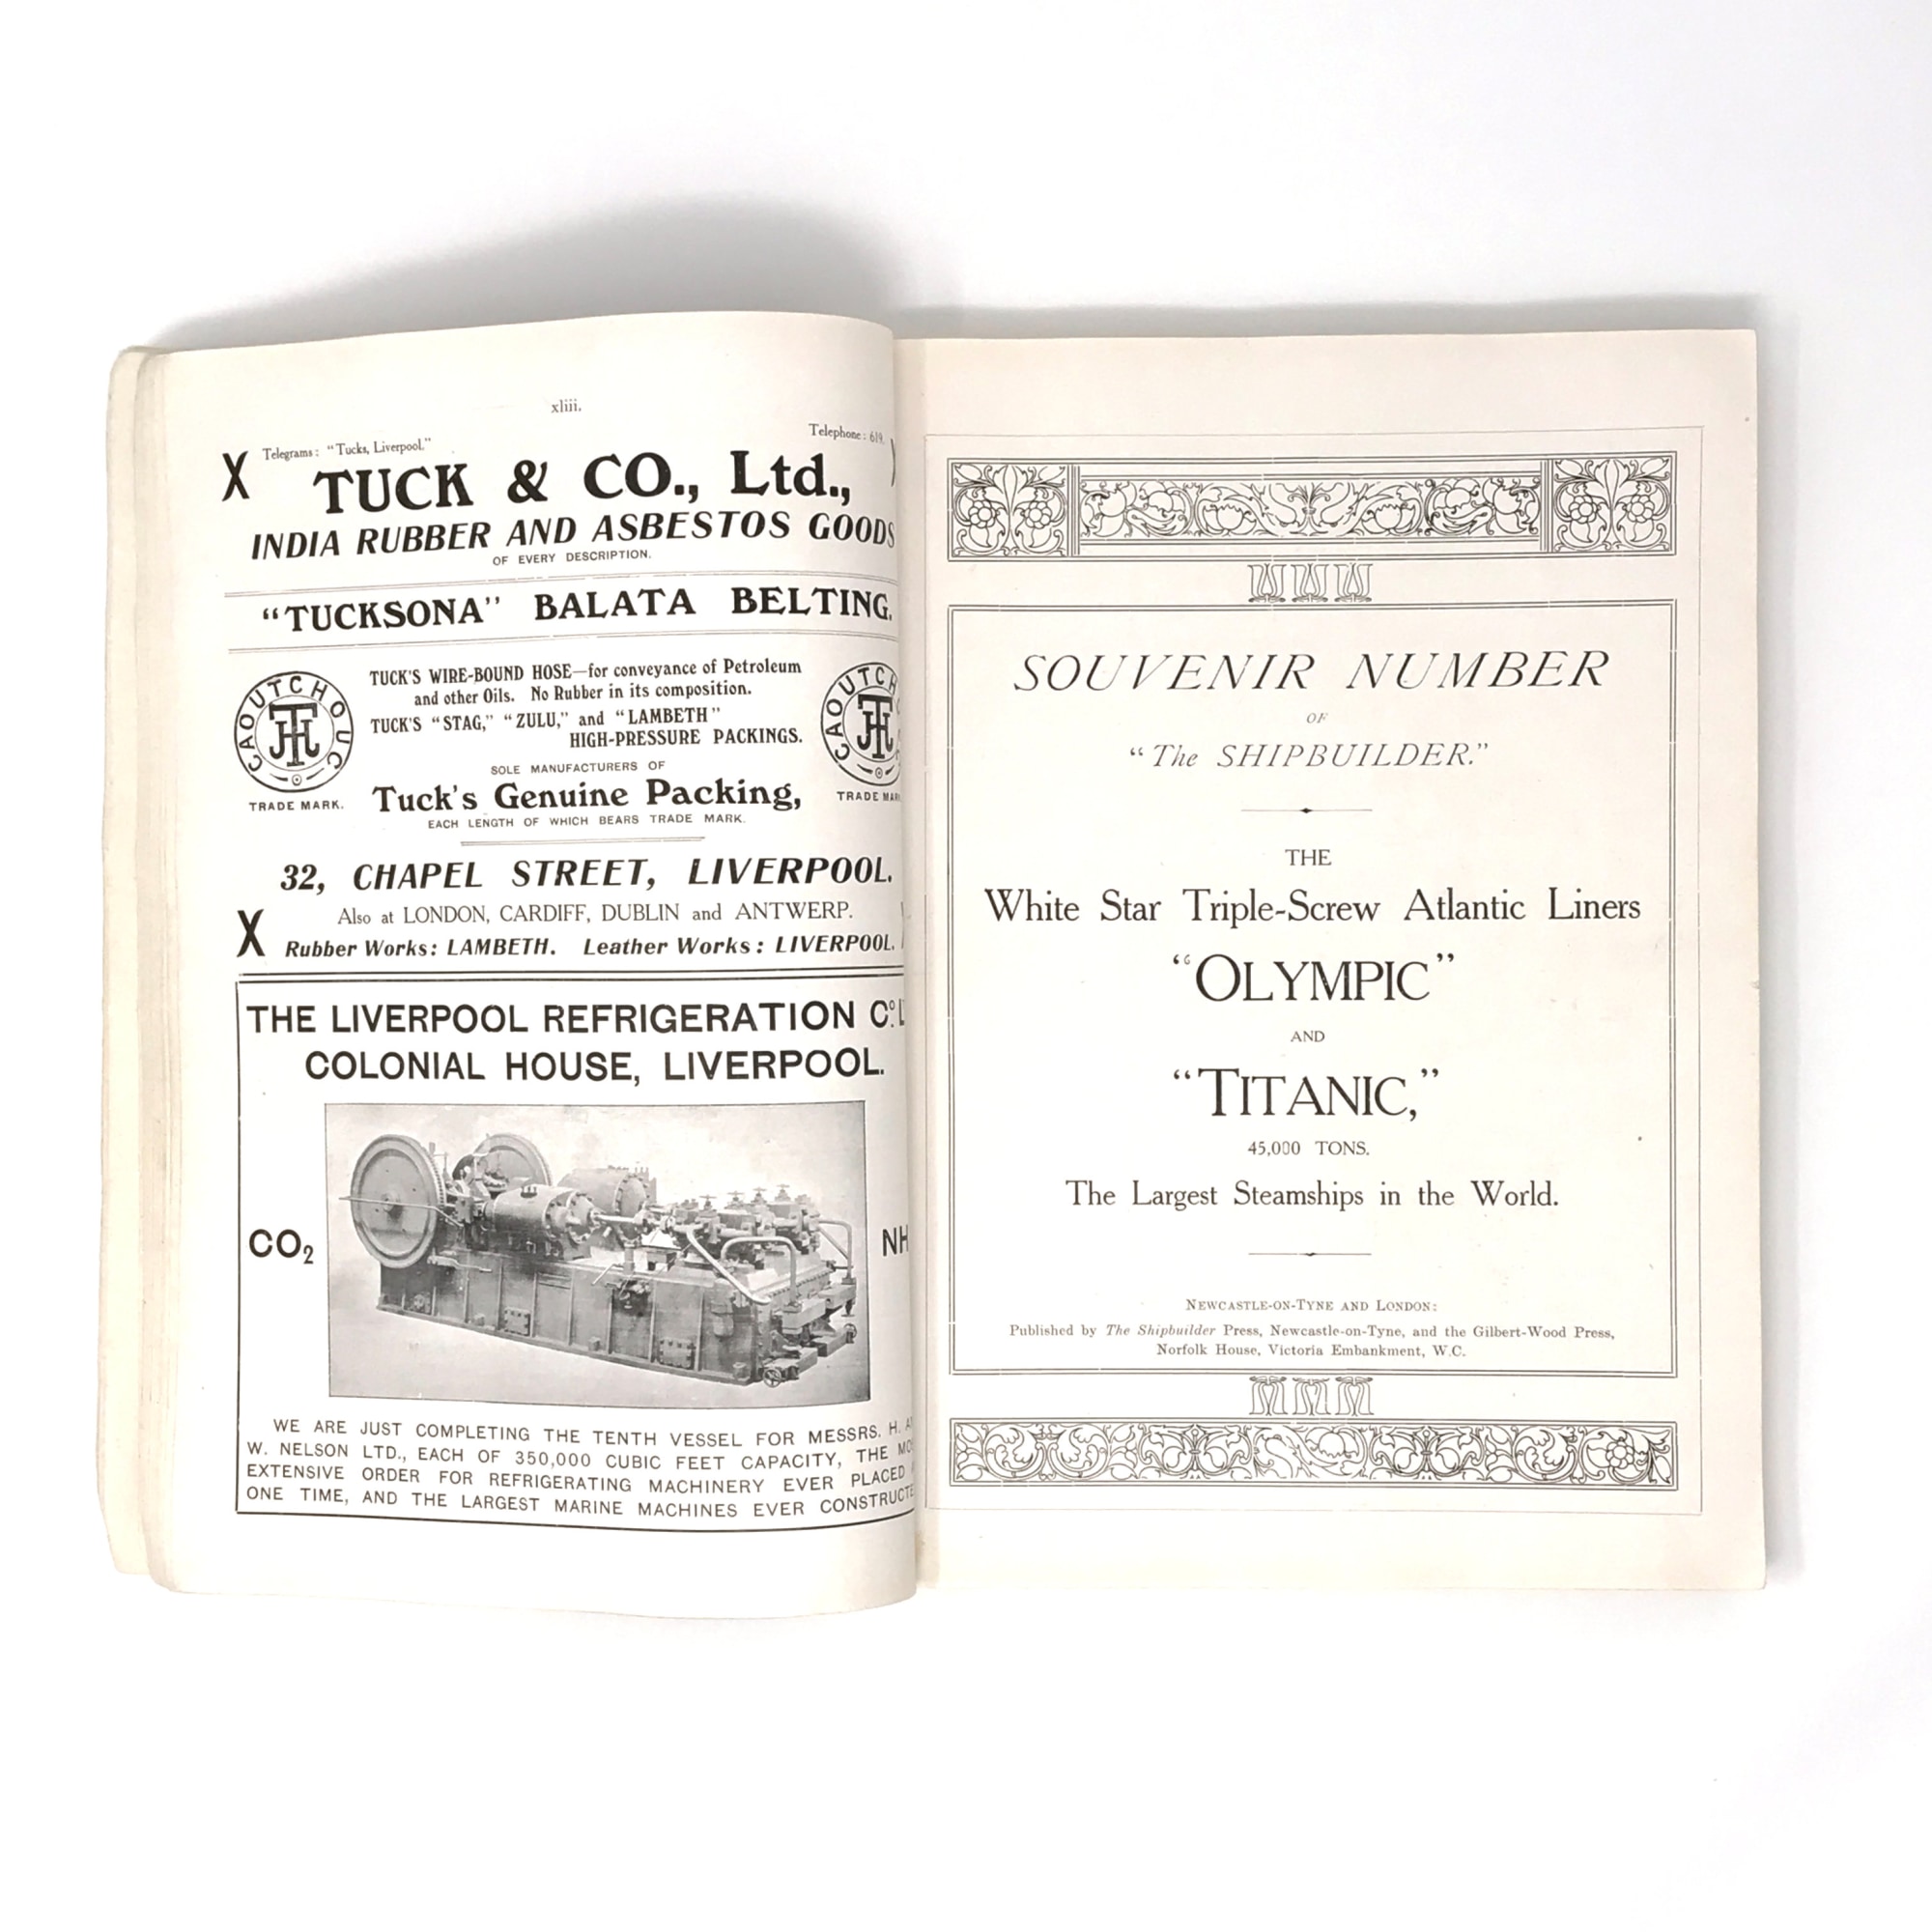 xliii.
Telegrams: "Tucks, Liverpool."
Telephone: 619.
X
TUCK & CO., Ltd.,
INDIA RUBBER AND ASBESTOS GOODS
OF EVERY DESCRIPTION.
"TUCKSONA" BALATA BELTING.
CAOUTCHOUC
TRADE MARK.
TUCK'S WIRE-BOUND HOSE—for conveyance of Petroleum
and other Oils. No Rubber in its composition.
TUCK'S "STAG," "ZULU," and "LAMBETH"
HIGH-PRESSURE PACKINGS.
SOLE MANUFACTURERS OF
Tuck's Genuine Packing,
EACH LENGTH OF WHICH BEARS TRADE MARK.
TRADE
32, CHAPEL STREET, LIVERPOOL.
Also at LONDON, CARDIFF, DUBLIN and ANTWERP.
X
Rubber Works: LAMBETH. Leather Works: LIVERPOOL.
THE LIVERPOOL REFRIGERATION Co.
COLONIAL HOUSE, LIVERPOOL.
CO2
NH
WE ARE JUST COMPLETING THE TENTH VESSEL FOR MESSRS. H.
W. NELSON LTD., EACH OF 350,000 CUBIC FEET CAPACITY, THE
EXTENSIVE ORDER FOR REFRIGERATING MACHINERY EVER PLACED
ONE TIME, AND THE LARGEST MARINE MACHINES EVER
SOUVENIR NUMBER
OF
"The SHIPBUILDER."
THE
White Star Triple-Screw Atlantic Liners
"OLYMPIC"
AND
"TITANIC,"
45,000 TONS.
The Largest Steamships in the World.
NEWCASTLE-ON-TYNE AND LONDON:
Published by The Shipbuilder Press, Newcastle-on-Tyne, and the Gilbert-Wood Press,
Norfolk House, Victoria Embankment, W.C.